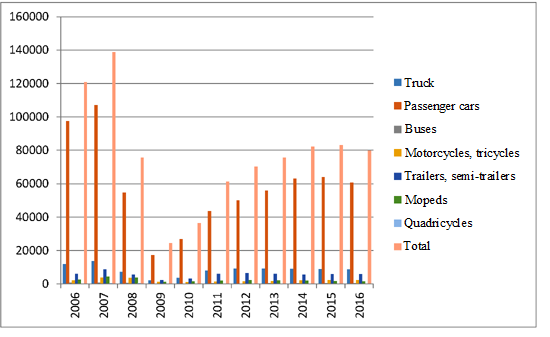 160000
140000
120000
100000
80000
60000
40000
20000
0
2006
2007
2008
2009
2010
2011
2012
2013
2014
2015
2016
Truck
Passenger cars
Buses
Motorcycles, tricycles
Trailers, semi-trailers
Mopeds
Quadricycles
Total